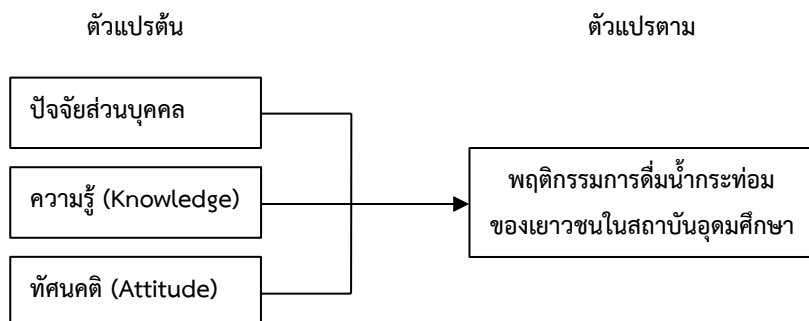 ตัวแปรต้น
ตัวแปรตาม
ปัจจัยส่วนบุคคล
ความรู้ (Knowledge)
ทัศนคติ (Attitude)
พฤติกรรมการดื่มน้ำกระท่อม
ของเยาวชนในสถาบันอุดมศึกษา